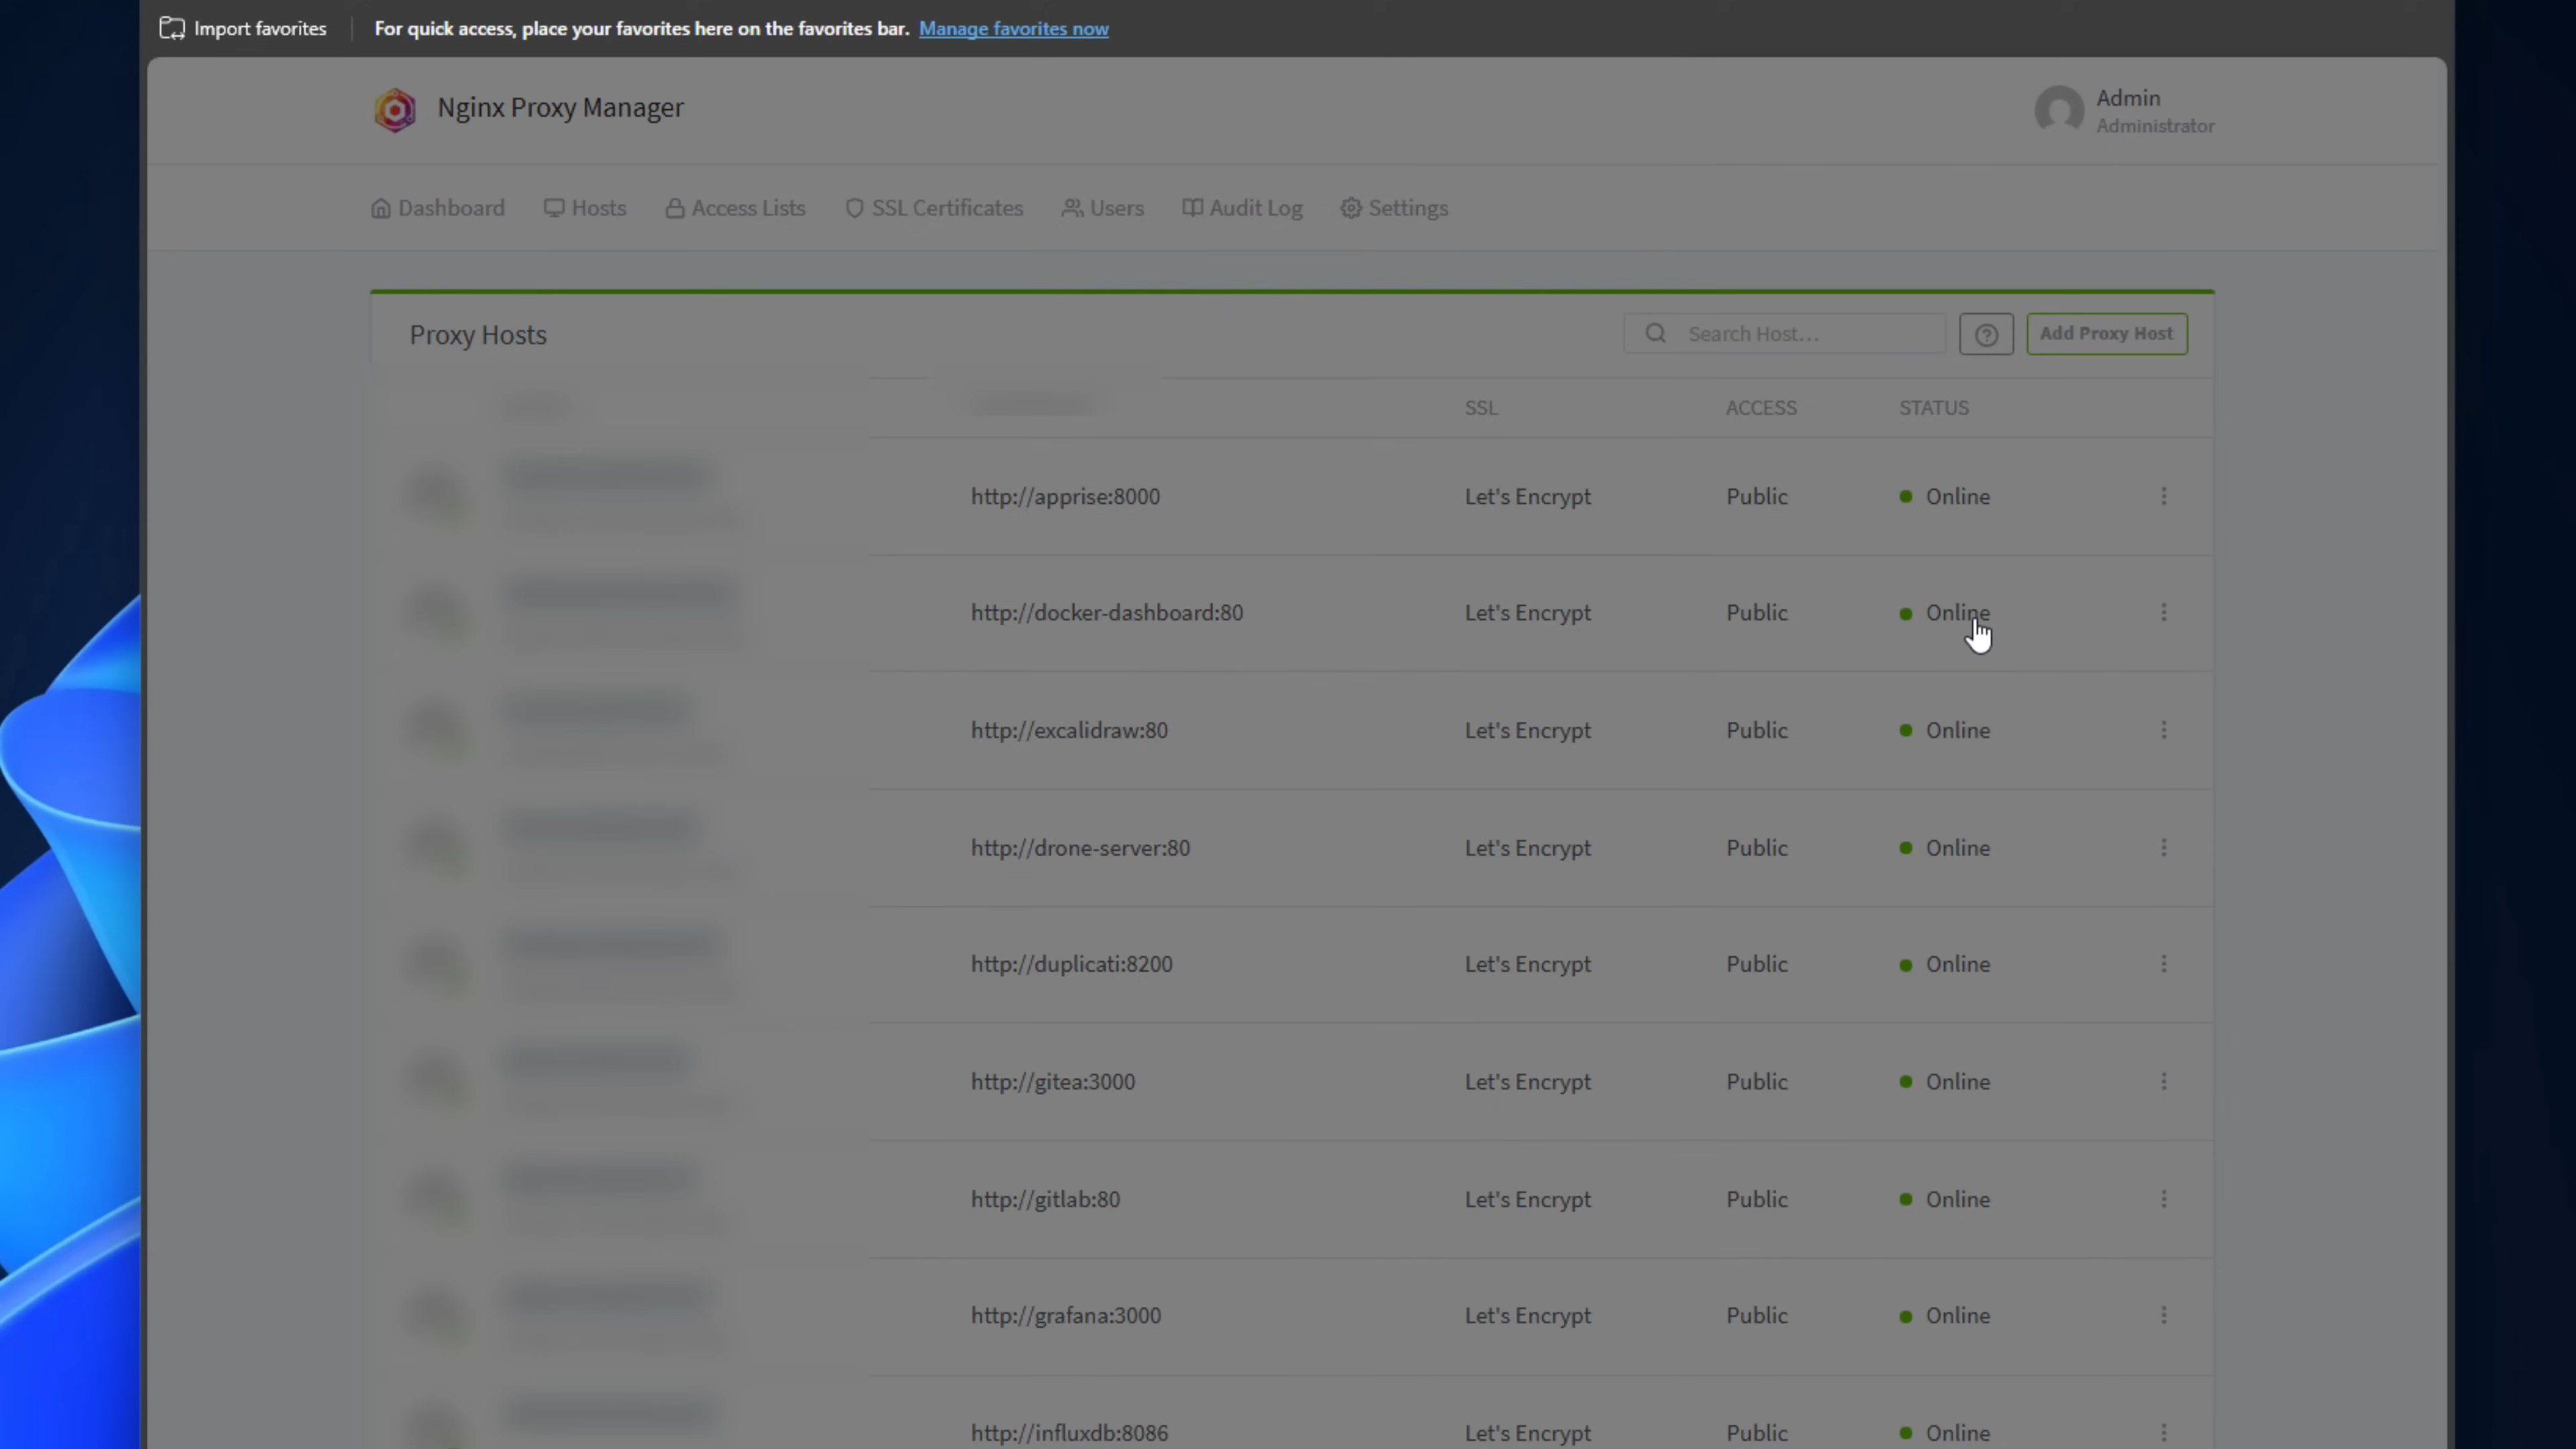 Import favorites
For quick access, place your favorites here on the favorites bar. Manage favorites now
Nginx Proxy Manager
Admin
Administrator
Dashboard Hosts Access Lists SSL Certificates Users Audit Log Settings
Proxy Hosts Search Host... Add Proxy Host
SSL ACCESS STATUS
http://apprise:8000 Let's Encrypt Public Online
http://docker-dashboard:80 Let's Encrypt Public Online
http://excalidraw:80 Let's Encrypt Public Online
http://drone-server:80 Let's Encrypt Public Online
http://duplicati:8200 Let's Encrypt Public Online
http://gitea:3000 Let's Encrypt Public Online
http://gitlab:80 Let's Encrypt Public Online
http://grafana:3000 Let's Encrypt Public Online
http://influxdb:8086 Let's Encrypt Public Online